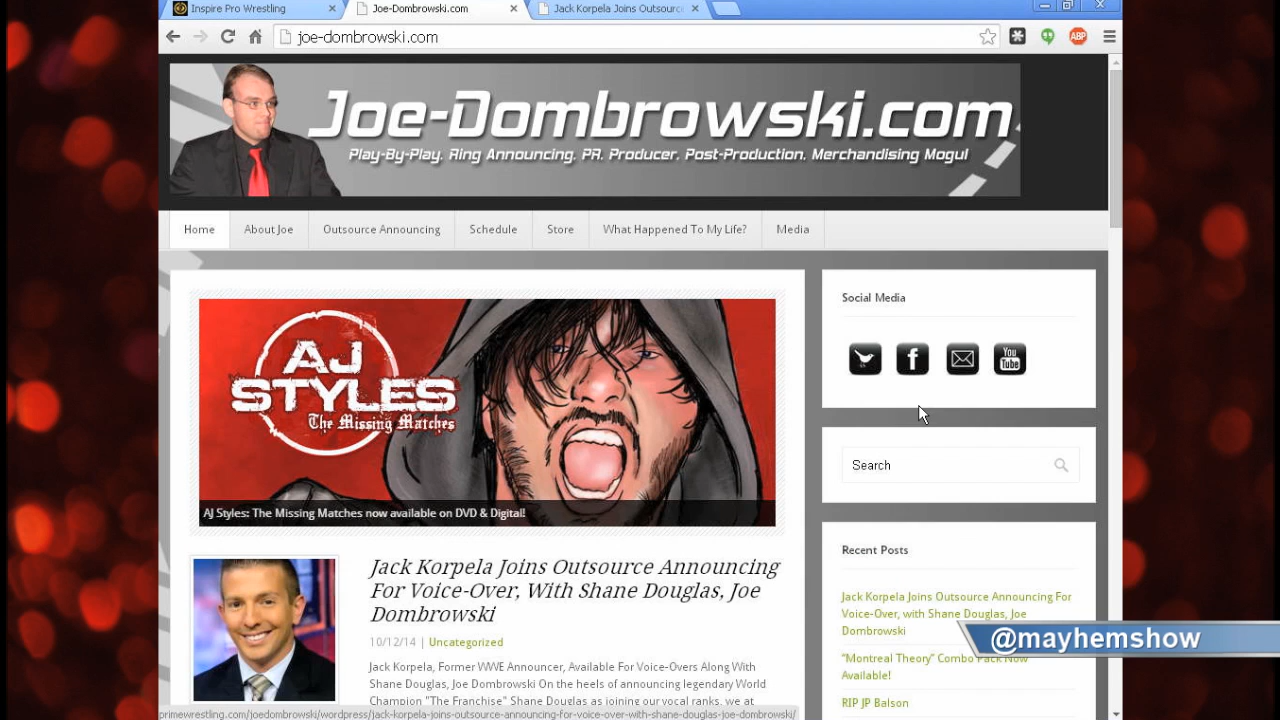 Inspire Pro Wrestling
Joe-Dombrowski.com
Jack Korpela Joins Outsourc
joe-dombrowski.com
ABP
Joe-Dombrowski.com
Play-By-Play, Ring Announcing, PR, Producer, Post-Production, Merchandising Mogul
Home
About Joe
Outsource Announcing
Schedule
Store
What Happened To My Life?
Media
AJ
STYLES
The Missing Matches
AJ Styles: The Missing Matches now available on DVD & Digital!
Social Media
f
You
Tube
Search
Recent Posts
Jack Korpela Joins Outsource Announcing For
Voice-Over, with Shane Douglas, Joe
Dombrowski
"Montreal Theory" Combo Pack Now
Available!
RIP JP Balson
Jack Korpela Joins Outsource Announcing
For Voice-Over, With Shane Douglas, Joe
Dombrowski
10/12/14 | Uncategorized
Jack Korpela, Former WWE Announcer, Available For Voice-Overs Along With
Shane Douglas, Joe Dombrowski On the heels of announcing legendary World
Champion "The Franchise" Shane Douglas as joining our vocal ranks, we at
primewrestling.com/joedombrowski/wordpress/jack-korpela-joins-outsource-announcing-for-voice-over-with-shane-douglas-joe-dombrowski/
@mayhemshow